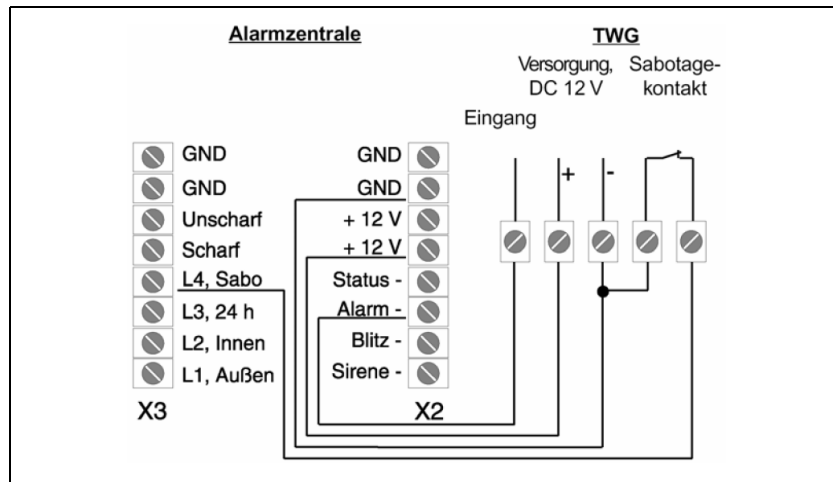 Alarmzentrale
TWG
Versorgung, DC 12 V
Sabotage-kontakt
Eingang
+
-
GND
GND
Unscharf
Scharf
L4, Sabo
L3, 24 h
L2, Innen
L1, Außen
X3
GND
GND
+ 12 V
+ 12 V
Status -
Alarm -
Blitz -
Sirene -
X2